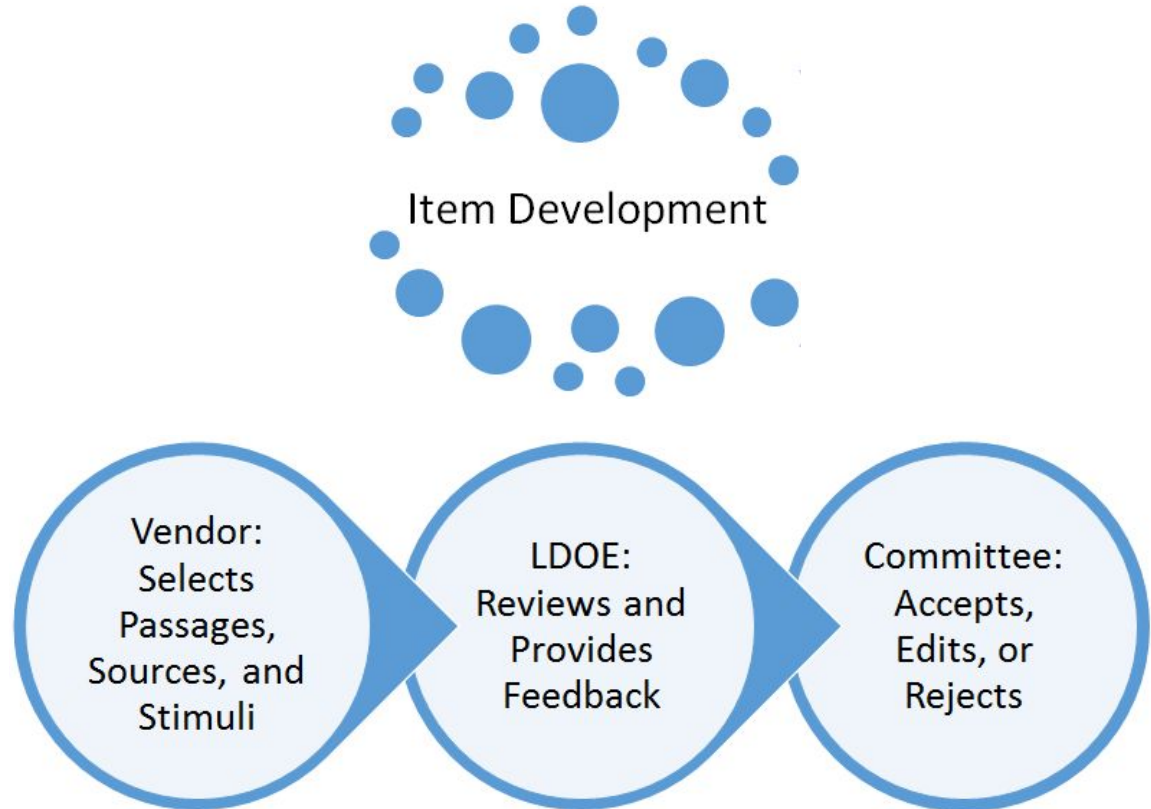 Item Development
Vendor:
Selects
Passages,
Sources, and
Stimuli
LDOE:
Reviews and
Provides
Feedback
Committee:
Accepts,
Edits, or
Rejects